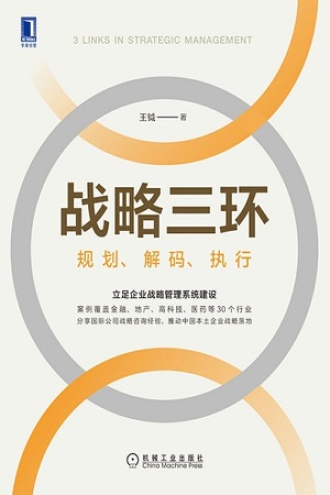 华章经管
3 LINKS IN STRATEGIC MANAGEMENT
王钺——著
战略三环
规划、解码、执行
立足企业战略管理系统建设
案例覆盖金融、地产、高科技、医药等30个行业
分享国际公司战略咨询经验，推动中国本土企业战略落地
机械工业出版社
China Machine Press